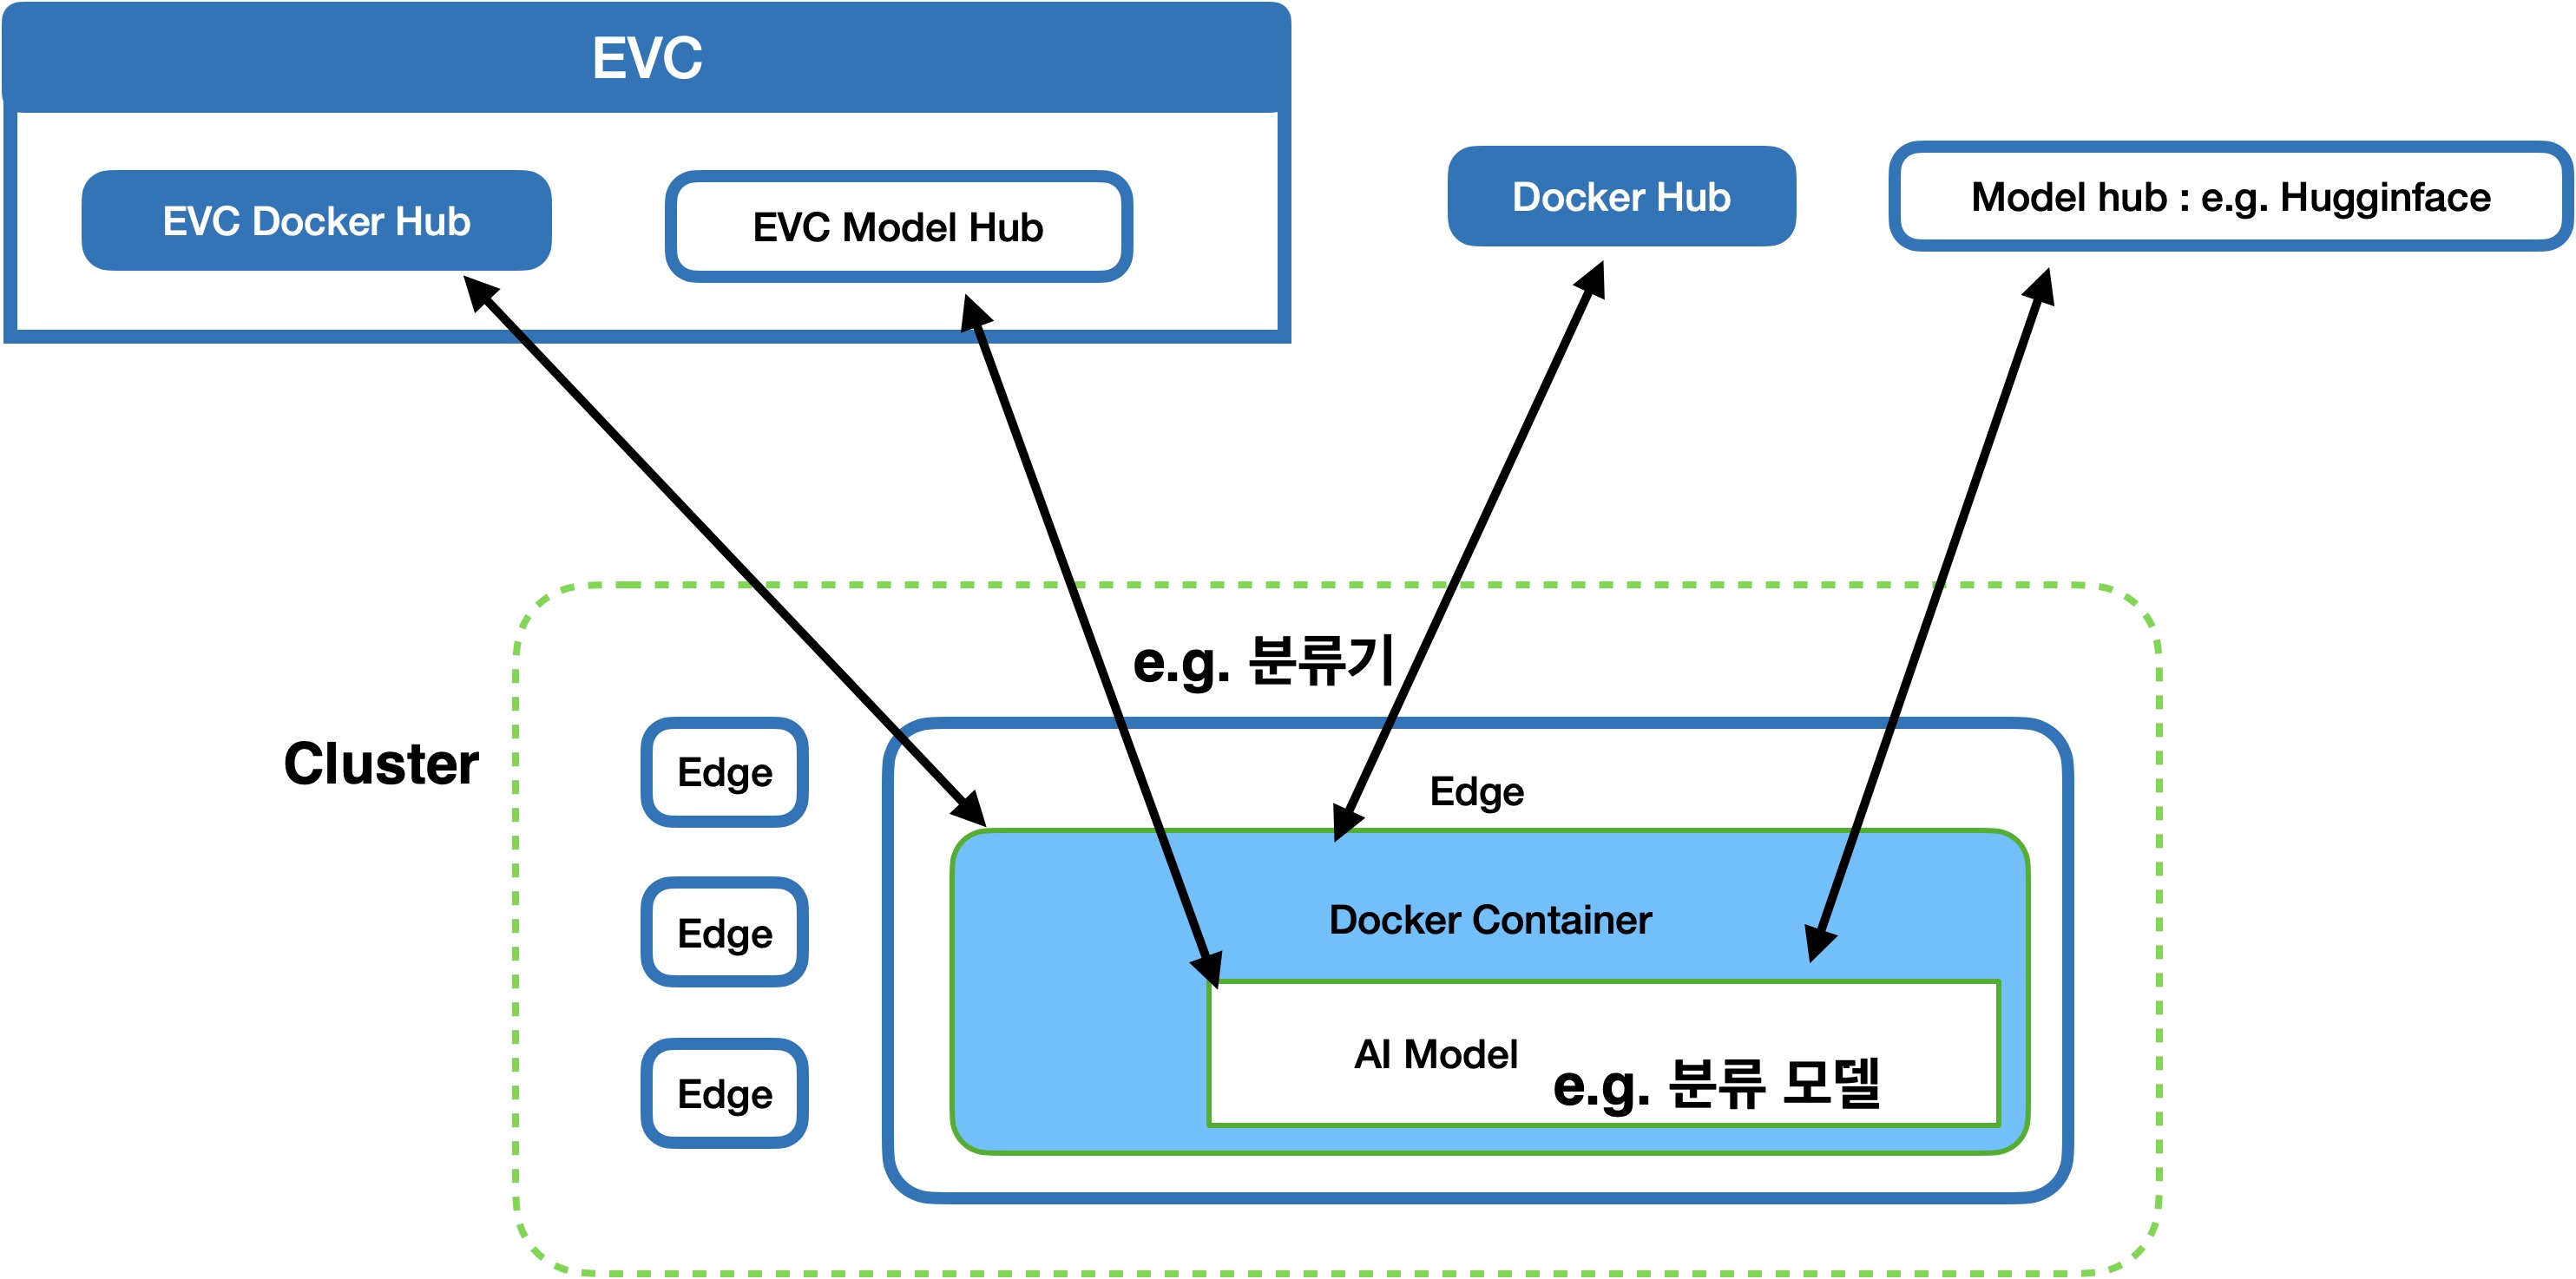 EVC
EVC Docker Hub
EVC Model Hub
Docker Hub
Model hub : e.g. Hugginface
e.g. 분류기
Cluster
Edge
Edge
Edge
Edge
Docker Container
AI Model
e.g. 분류 모델